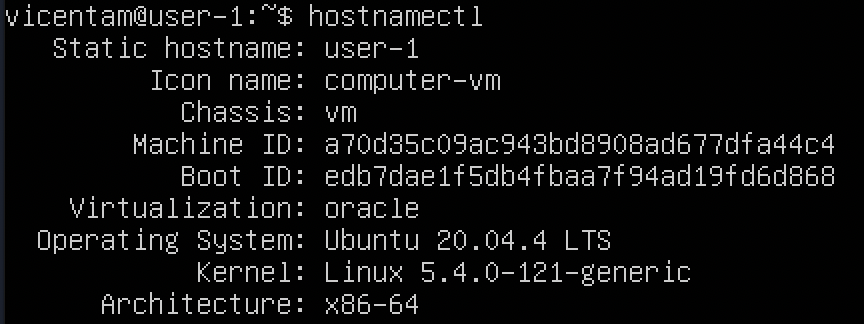 vicentam@user-1:~$ hostnamectl
Static hostname: user-1
Icon name: computer-vm
Chassis: vm
Machine ID: a70d35c09ac943bd8908ad677dfa44c4
Boot ID: edb7dae1f5db4fbaa7f94ad19fd6d868
Virtualization: oracle
Operating System: Ubuntu 20.04.4 LTS
Kernel: Linux 5.4.0-121-generic
Architecture: x86-64